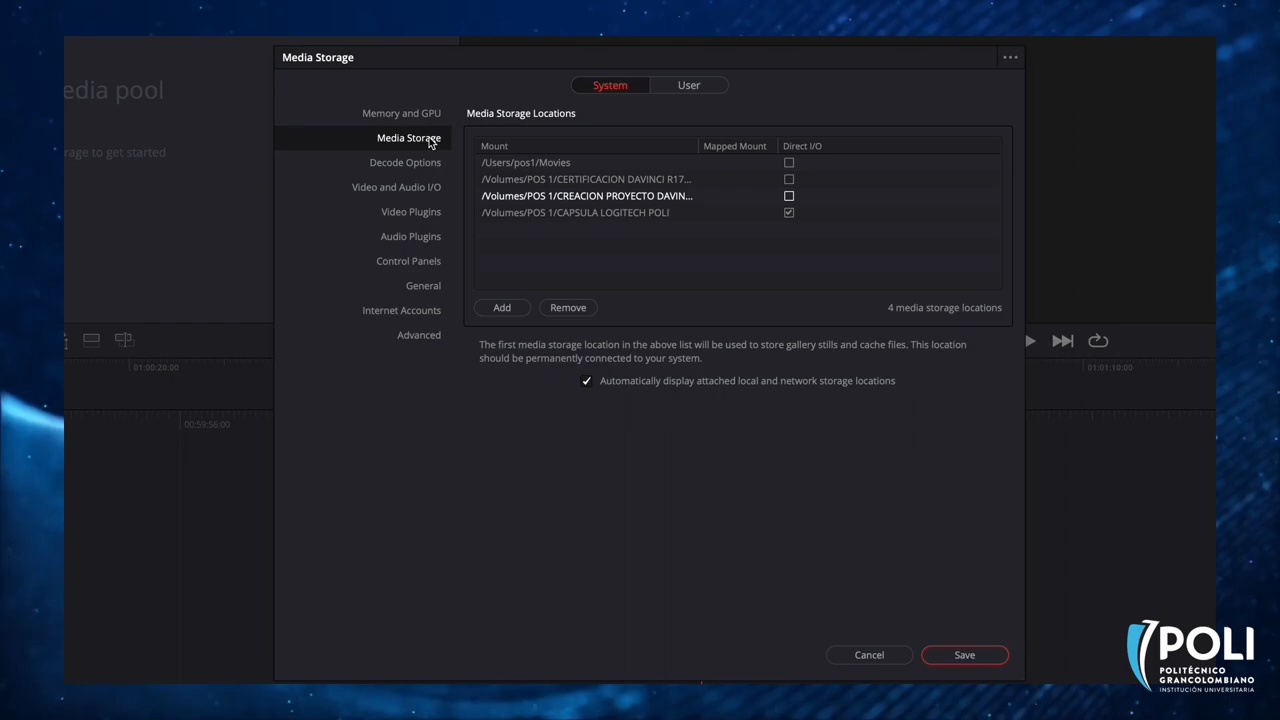 Media Storage
System
User
edia pool
rage to get started
Memory and GPU
Media Storage
Decode Options
Video and Audio I/O
Video Plugins
Audio Plugins
Control Panels
General
Internet Accounts
Advanced
Media Storage Locations
Mount Mapped Mount Direct I/O
/Users/pos1/Movies
/Volumes/POS 1/CERTIFICACION DAVINCI R17...
/Volumes/POS 1/CREACION PROYECTO DAVIN...
/Volumes/POS 1/CAPSULA LOGITECH POLI
Add
Remove
4 media storage locations
The first media storage location in the above list will be used to store gallery stills and cache files. This location
should be permanently connected to your system.
Automatically display attached local and network storage locations
01:00:20:00
01:01:10:00
00:59:56:00
Cancel
Save
POLI
POLITÉCNICO
GRANCOLOMBIANO
INSTITUCIÓN UNIVERSITARIA